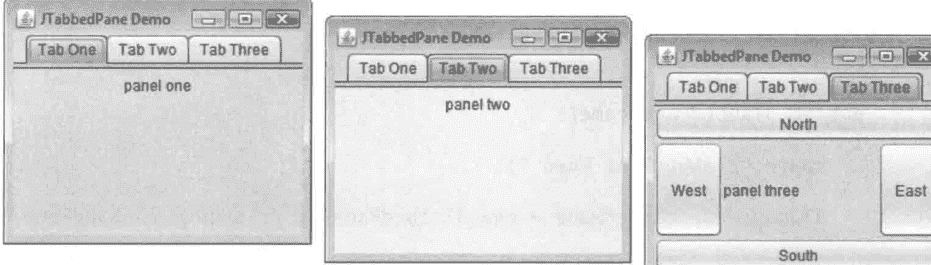 JTabbedPane Demo
Tab One Tab Two Tab Three
panel one
JTabbedPane Demo
Tab One Tab Two Tab Three
panel two
JTabbedPane Demo
Tab One Tab Two Tab Three
North
West panel three East
South